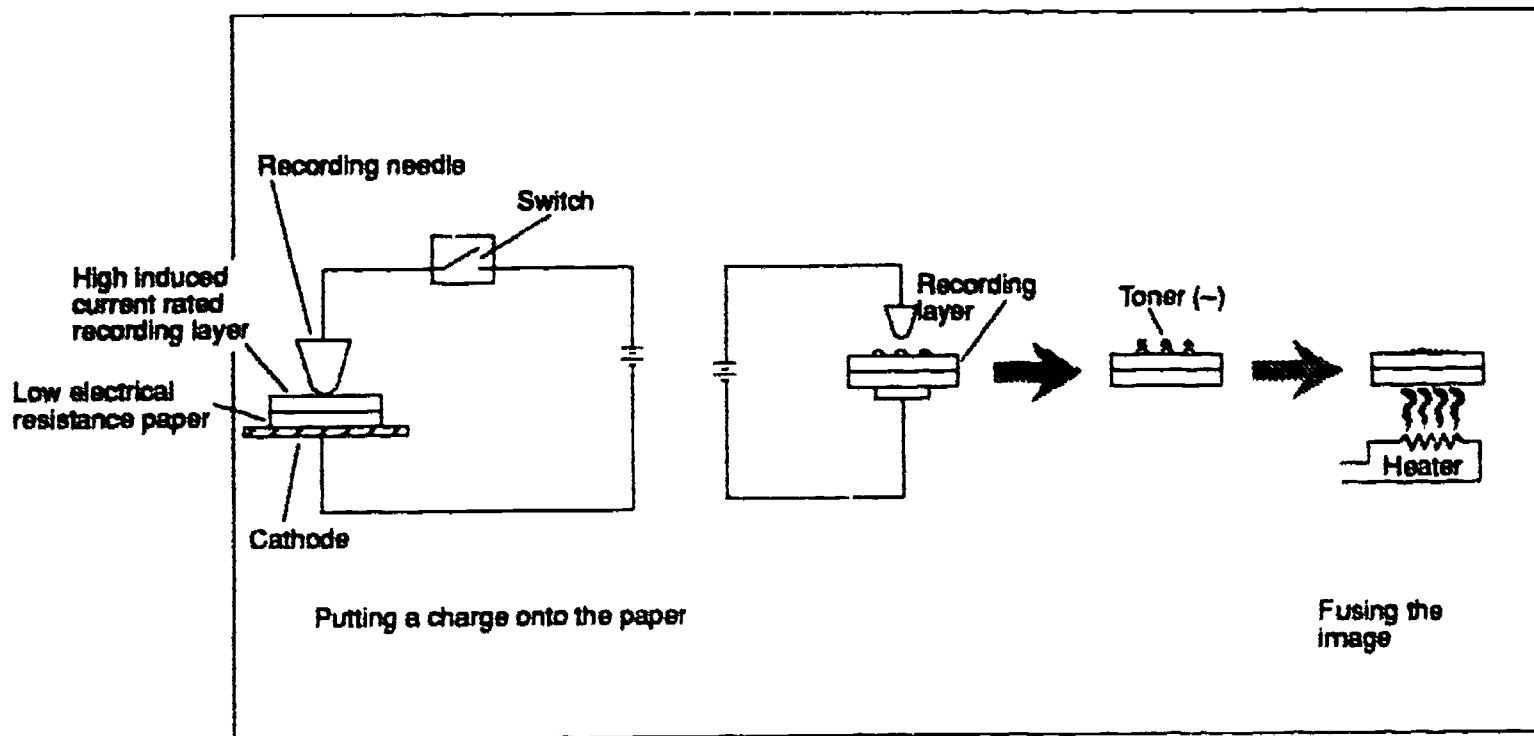 Recording needle
Switch
High induced
current rated
recording layer
Low electrical
resistance paper
Cathode
Recording
layer
Toner (–)
Heater
Putting a charge onto the paper
Fusing the
image